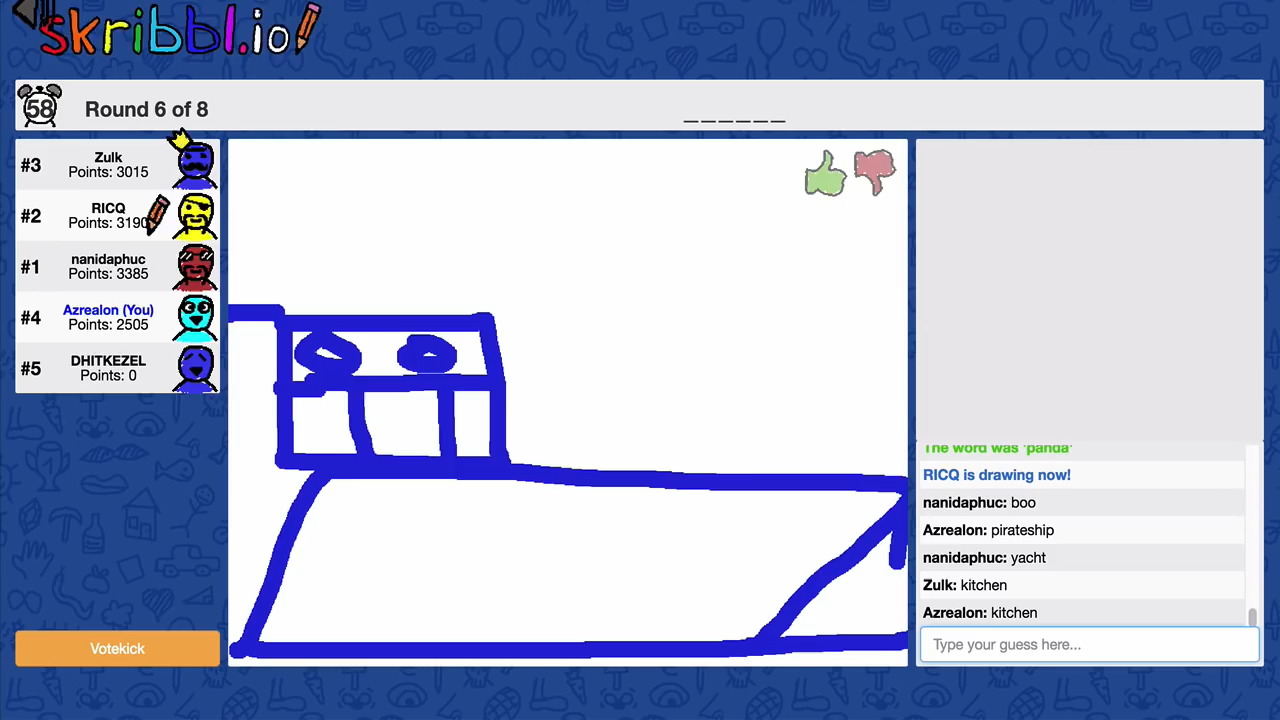 skribbl.io
58
Round 6 of 8
______
#3
Zulk
Points: 3015
#2
RICQ
Points: 3190
#1
nanidaphuc
Points: 3385
#4
Azrealon (You)
Points: 2505
#5
DHITKEZEL
Points: 0
Votekick
The word was 'panda'
RICQ is drawing now!
nanidaphuc: boo
Azrealon: pirateship
nanidaphuc: yacht
Zulk: kitchen
Azrealon: kitchen
Type your guess here...